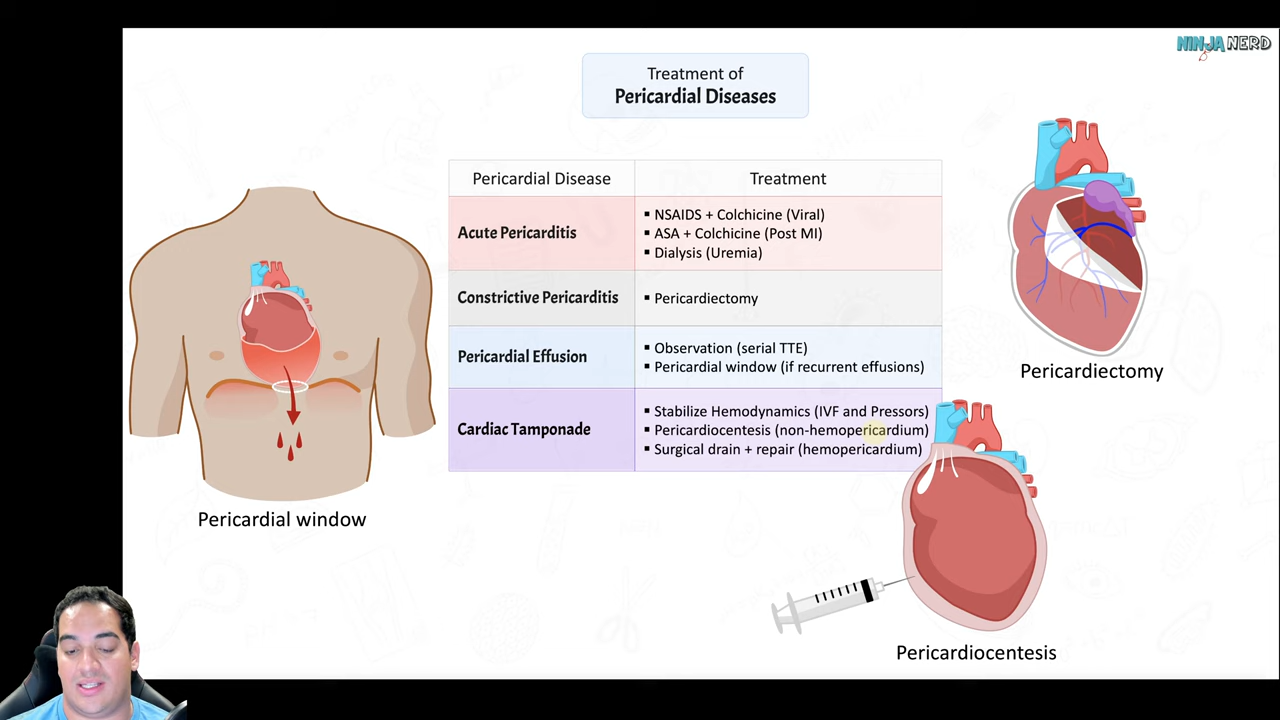 NINJA NERD
Treatment of
Pericardial Diseases
Pericardial Disease
Treatment
Acute Pericarditis
▪ NSAIDS + Colchicine (Viral)
▪ ASA + Colchicine (Post MI)
▪ Dialysis (Uremia)
Constrictive Pericarditis
▪ Pericardiectomy
Pericardial Effusion
▪ Observation (serial TTE)
▪ Pericardial window (if recurrent effusions)
Cardiac Tamponade
▪ Stabilize Hemodynamics (IVF and Pressors)
▪ Pericardiocentesis (non-hemopericardium)
▪ Surgical drain + repair (hemopericardium)
Pericardial window
Pericardiectomy
Pericardiocentesis